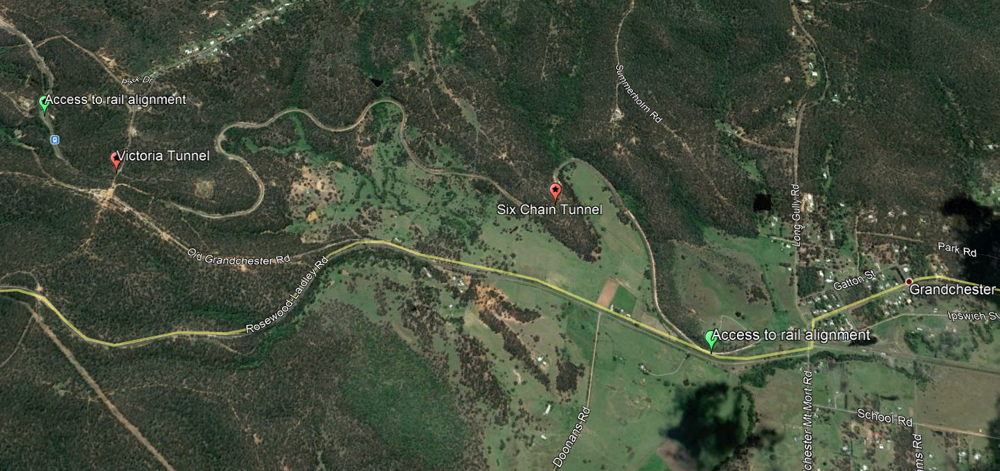 Park Dr
Access to rail alignment
Victoria Tunnel
Summerholm Rd
Six Chain Tunnel
Long Gully Rd
Park Rd
Old Grandchester Rd
Gatton St
Grandchester
Rosewood Laidley Rd
Ipswich St
Access to rail alignment
chester Mt Mort Rd
School Rd
Doonans Rd
ms Rd